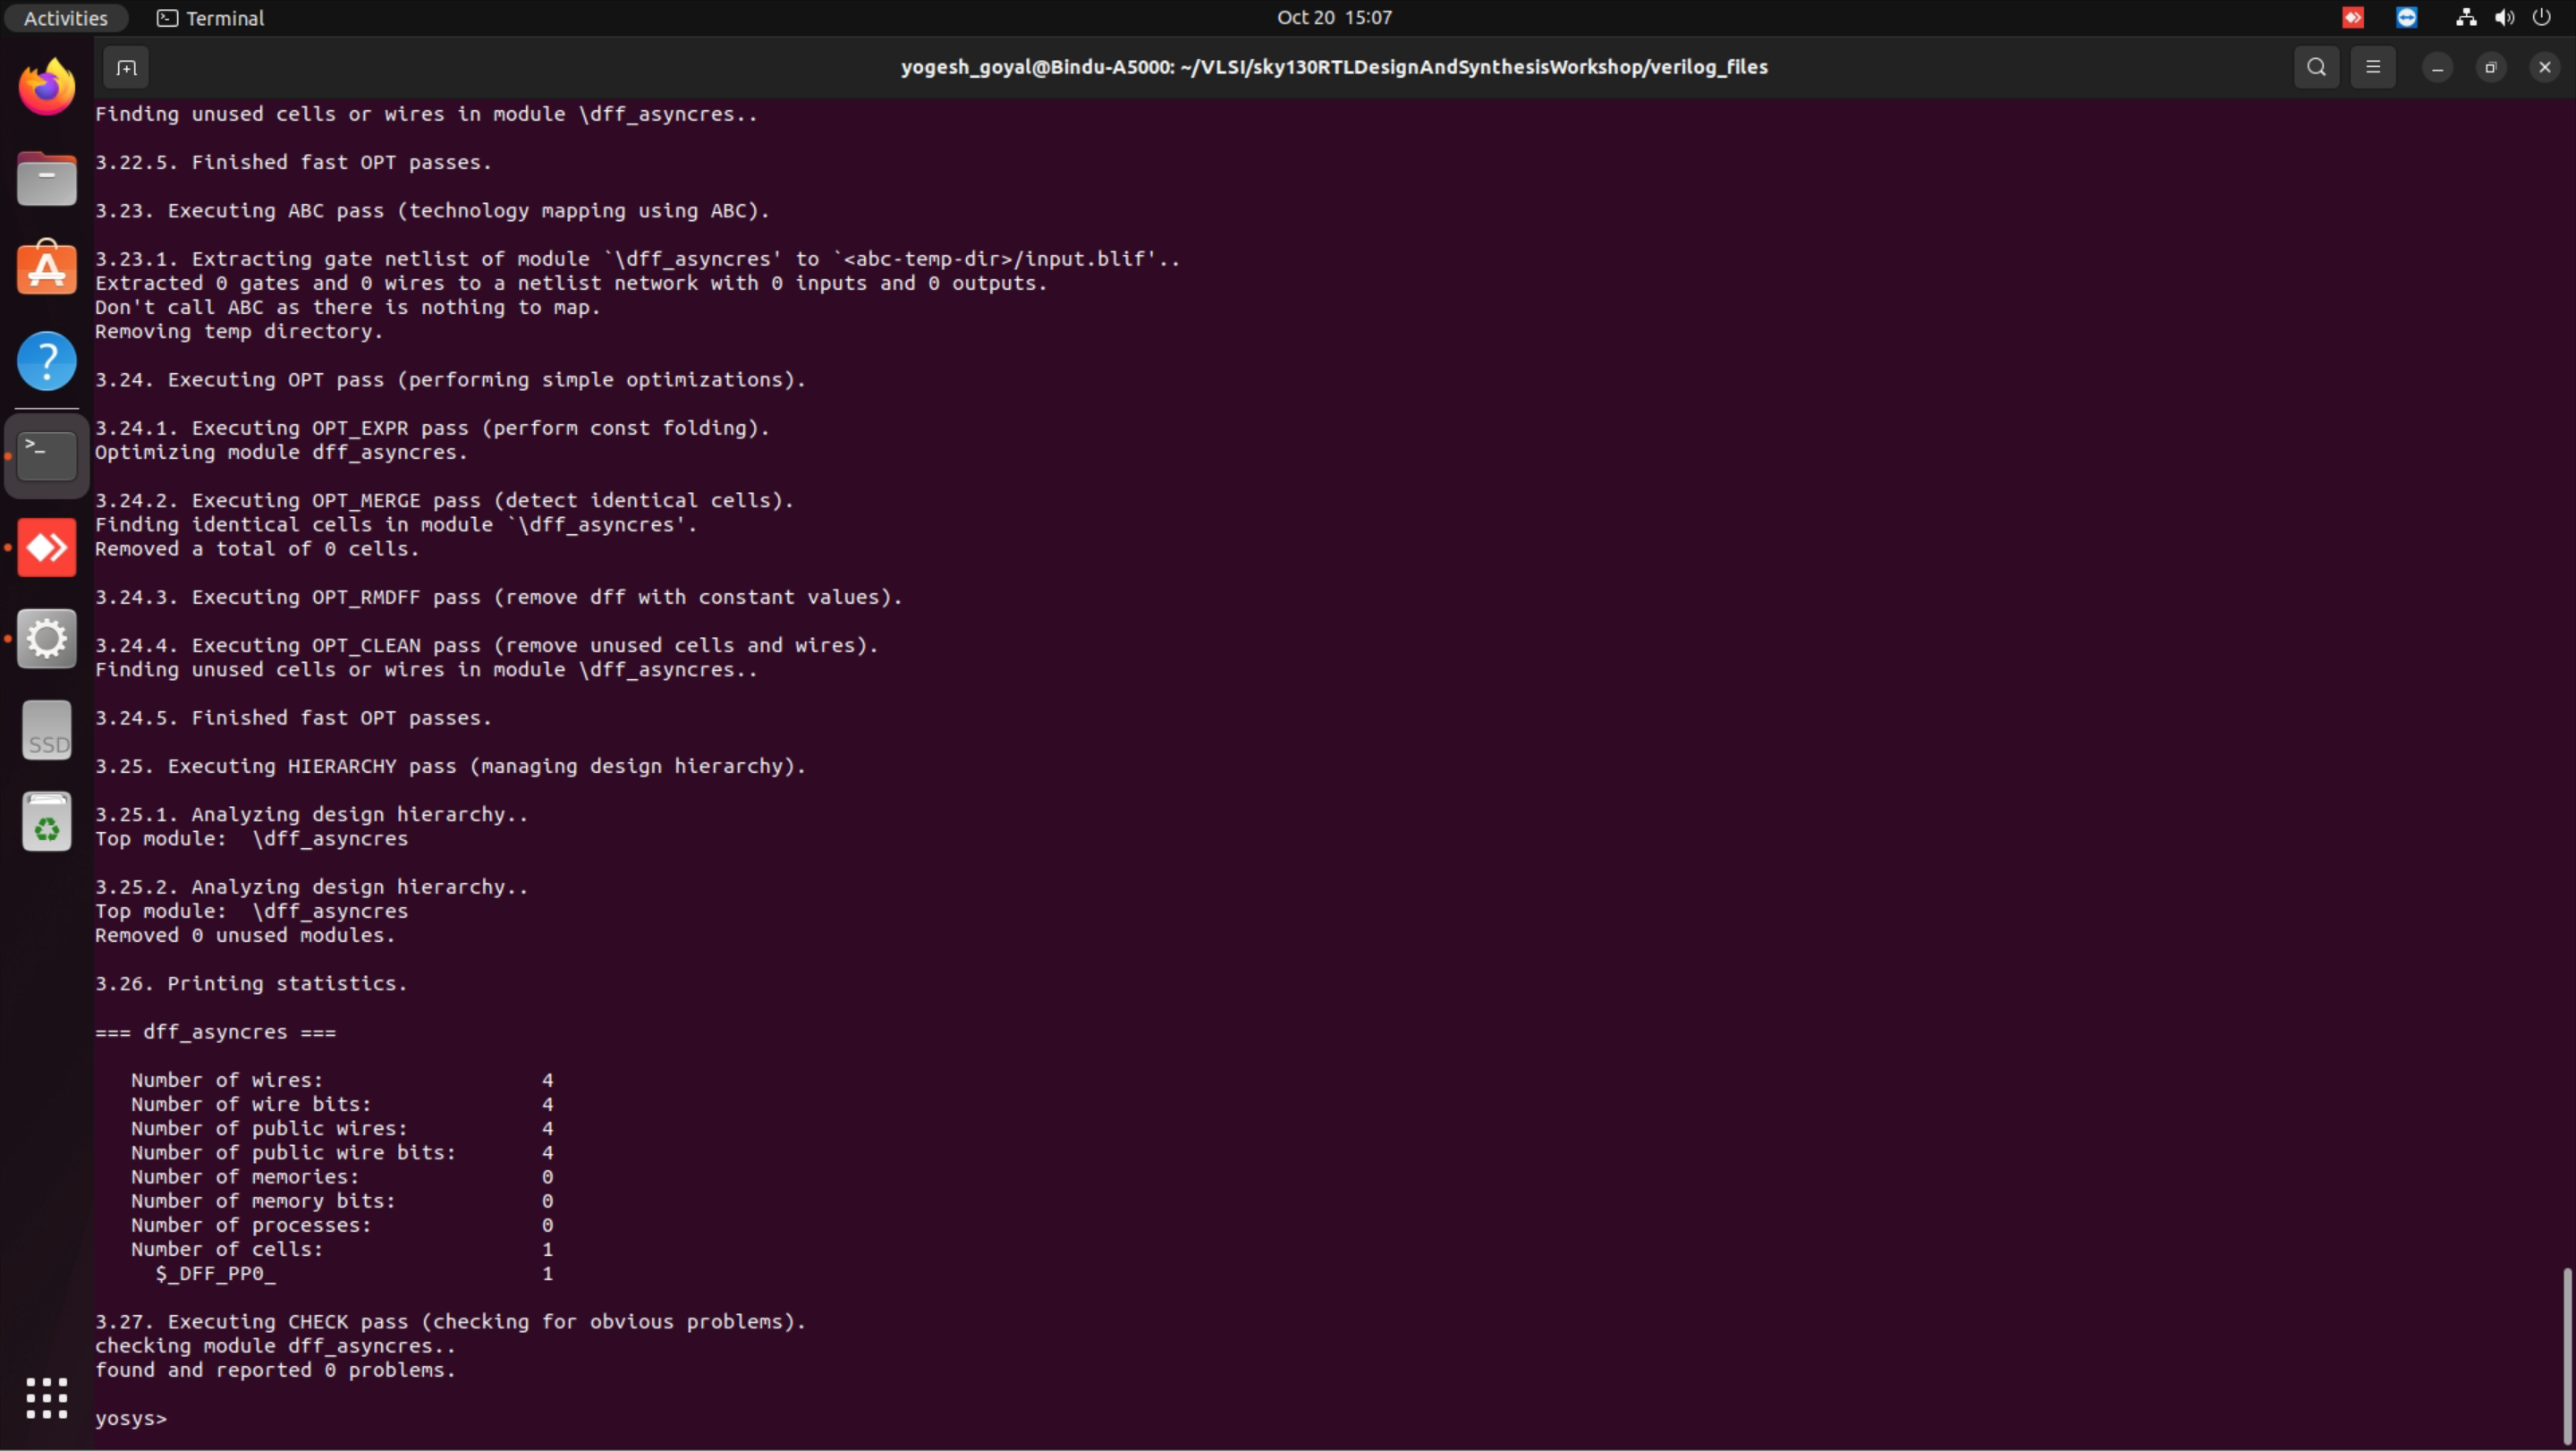 Activities
Terminal
Oct 20 15:07
yogesh_goyal@Bindu-A5000: ~/VLSI/sky130RTLDesignAndSynthesisWorkshop/verilog_files
Finding unused cells or wires in module \dff_asyncres..
3.22.5. Finished fast OPT passes.
3.23. Executing ABC pass (technology mapping using ABC).
3.23.1. Extracting gate netlist of module `\dff_asyncres' to `<abc-temp-dir>/input.blif'..
Extracted 0 gates and 0 wires to a netlist network with 0 inputs and 0 outputs.
Don't call ABC as there is nothing to map.
Removing temp directory.
3.24. Executing OPT pass (performing simple optimizations).
3.24.1. Executing OPT_EXPR pass (perform const folding).
Optimizing module dff_asyncres.
3.24.2. Executing OPT_MERGE pass (detect identical cells).
Finding identical cells in module `\dff_asyncres'.
Removed a total of 0 cells.
3.24.3. Executing OPT_RMDFF pass (remove dff with constant values).
3.24.4. Executing OPT_CLEAN pass (remove unused cells and wires).
Finding unused cells or wires in module \dff_asyncres..
3.24.5. Finished fast OPT passes.
3.25. Executing HIERARCHY pass (managing design hierarchy).
3.25.1. Analyzing design hierarchy..
Top module:  \dff_asyncres
3.25.2. Analyzing design hierarchy..
Top module:  \dff_asyncres
Removed 0 unused modules.
3.26. Printing statistics.
=== dff_asyncres ===
Number of wires: 4
Number of wire bits: 4
Number of public wires: 4
Number of public wire bits: 4
Number of memories: 0
Number of memory bits: 0
Number of processes: 0
Number of cells: 1
$_DFF_PP0_ 1
3.27. Executing CHECK pass (checking for obvious problems).
checking module dff_asyncres..
found and reported 0 problems.
yosys>
SSD